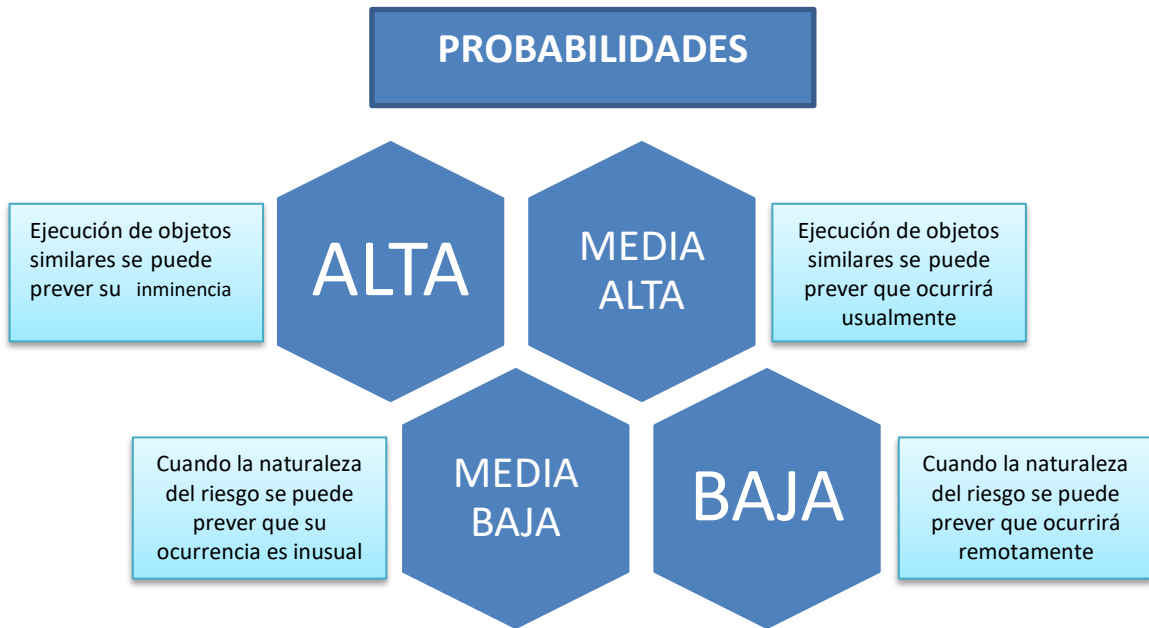 PROBABILIDADES
Ejecución de objetos
similares se puede
prever su inminencia
ALTA
MEDIA
ALTA
Ejecución de objetos
similares se puede
prever que ocurrirá
usualmente
Cuando la naturaleza
del riesgo se puede
prever que su
ocurrencia es inusual
MEDIA
BAJA
BAJA
Cuando la naturaleza
del riesgo se puede
prever que ocurrirá
remotamente